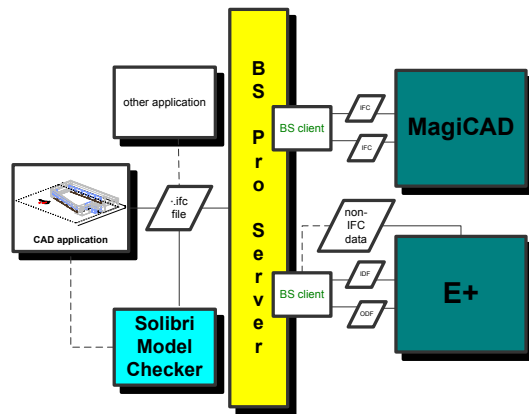 other application
CAD application
·.ifc
file
Solibri
Model
Checker
BS Pro Server
BS client
IFC
IFC
MagiCAD
non-
IFC
data
BS client
IDF
ODF
E+